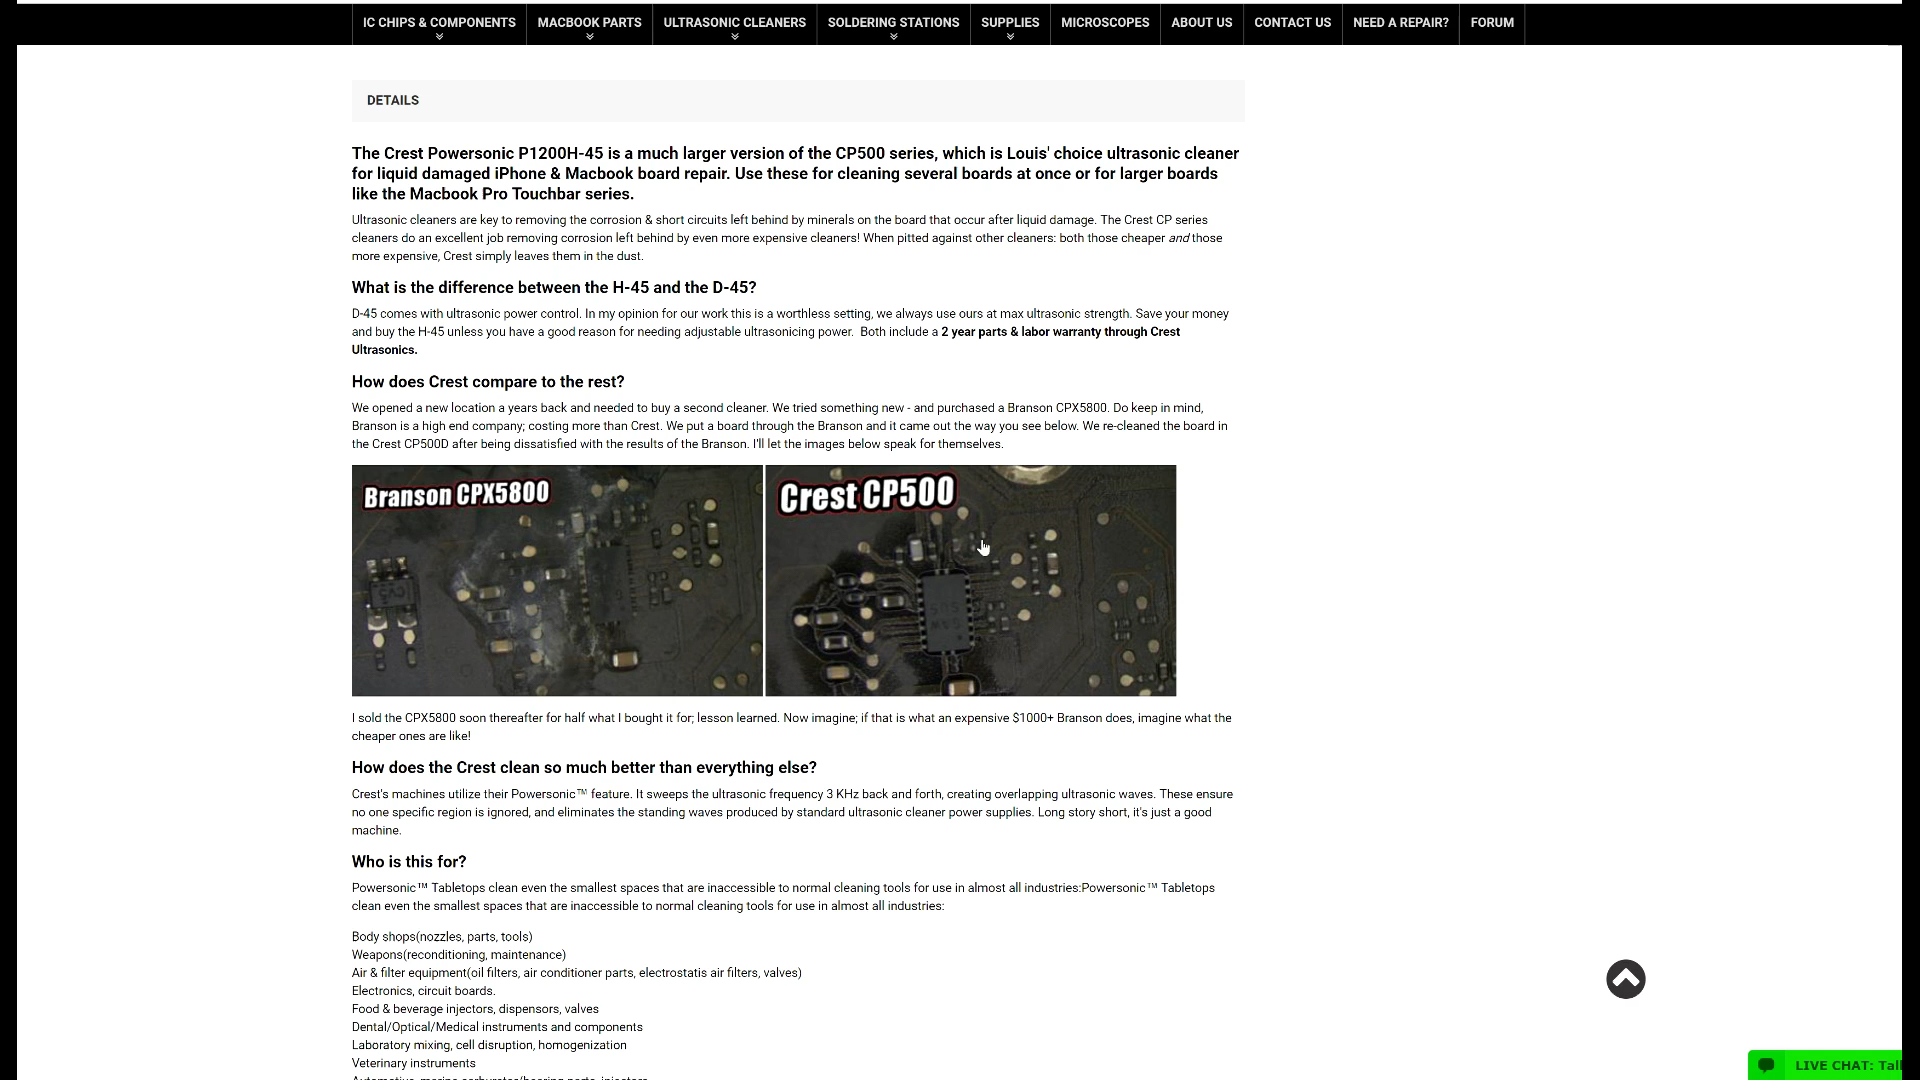 IC CHIPS & COMPONENTS MACBOOK PARTS ULTRASONIC CLEANERS SOLDERING STATIONS SUPPLIES MICROSCOPES ABOUT US CONTACT US NEED A REPAIR? FORUM
DETAILS
The Crest Powersonic P1200H-45 is a much larger version of the CP500 series, which is Louis' choice ultrasonic cleaner
for liquid damaged iPhone & Macbook board repair. Use these for cleaning several boards at once or for larger boards
like the Macbook Pro Touchbar series.
Ultrasonic cleaners are key to removing the corrosion & short circuits left behind by minerals on the board that occur after liquid damage. The Crest CP series
cleaners do an excellent job removing corrosion left behind by even more expensive cleaners! When pitted against other cleaners: both those cheaper and those
more expensive, Crest simply leaves them in the dust.
What is the difference between the H-45 and the D-45?
D-45 comes with ultrasonic power control. In my opinion for our work this is a worthless setting, we always use ours at max ultrasonic strength. Save your money
and buy the H-45 unless you have a good reason for needing adjustable ultrasonicing power. Both include a 2 year parts & labor warranty through Crest
Ultrasonics.
How does Crest compare to the rest?
We opened a new location a years back and needed to buy a second cleaner. We tried something new - and purchased a Branson CPX5800. Do keep in mind,
Branson is a high end company; costing more than Crest. We put a board through the Branson and it came out the way you see below. We re-cleaned the board in
the Crest CP500D after being dissatisfied with the results of the Branson. I'll let the images below speak for themselves.
Branson CPX5800 Crest CP500
I sold the CPX5800 soon thereafter for half what I bought it for; lesson learned. Now imagine; if that is what an expensive $1000+ Branson does, imagine what the
cheaper ones are like!
How does the Crest clean so much better than everything else?
Crest's machines utilize their Powersonic™ feature. It sweeps the ultrasonic frequency 3 KHz back and forth, creating overlapping ultrasonic waves. These ensure
no one specific region is ignored, and eliminates the standing waves produced by standard ultrasonic cleaner power supplies. Long story short, it's just a good
machine.
Who is this for?
Powersonic™ Tabletops clean even the smallest spaces that are inaccessible to normal cleaning tools for use in almost all industries:Powersonic™ Tabletops
clean even the smallest spaces that are inaccessible to normal cleaning tools for use in almost all industries:
Body shops(nozzles, parts, tools)
Weapons(reconditioning, maintenance)
Air & filter equipment(oil filters, air conditioner parts, electrostatis air filters, valves)
Electronics, circuit boards.
Food & beverage injectors, dispensors, valves
Dental/Optical/Medical instruments and components
Laboratory mixing, cell disruption, homogenization
Veterinary instruments
LIVE CHAT: